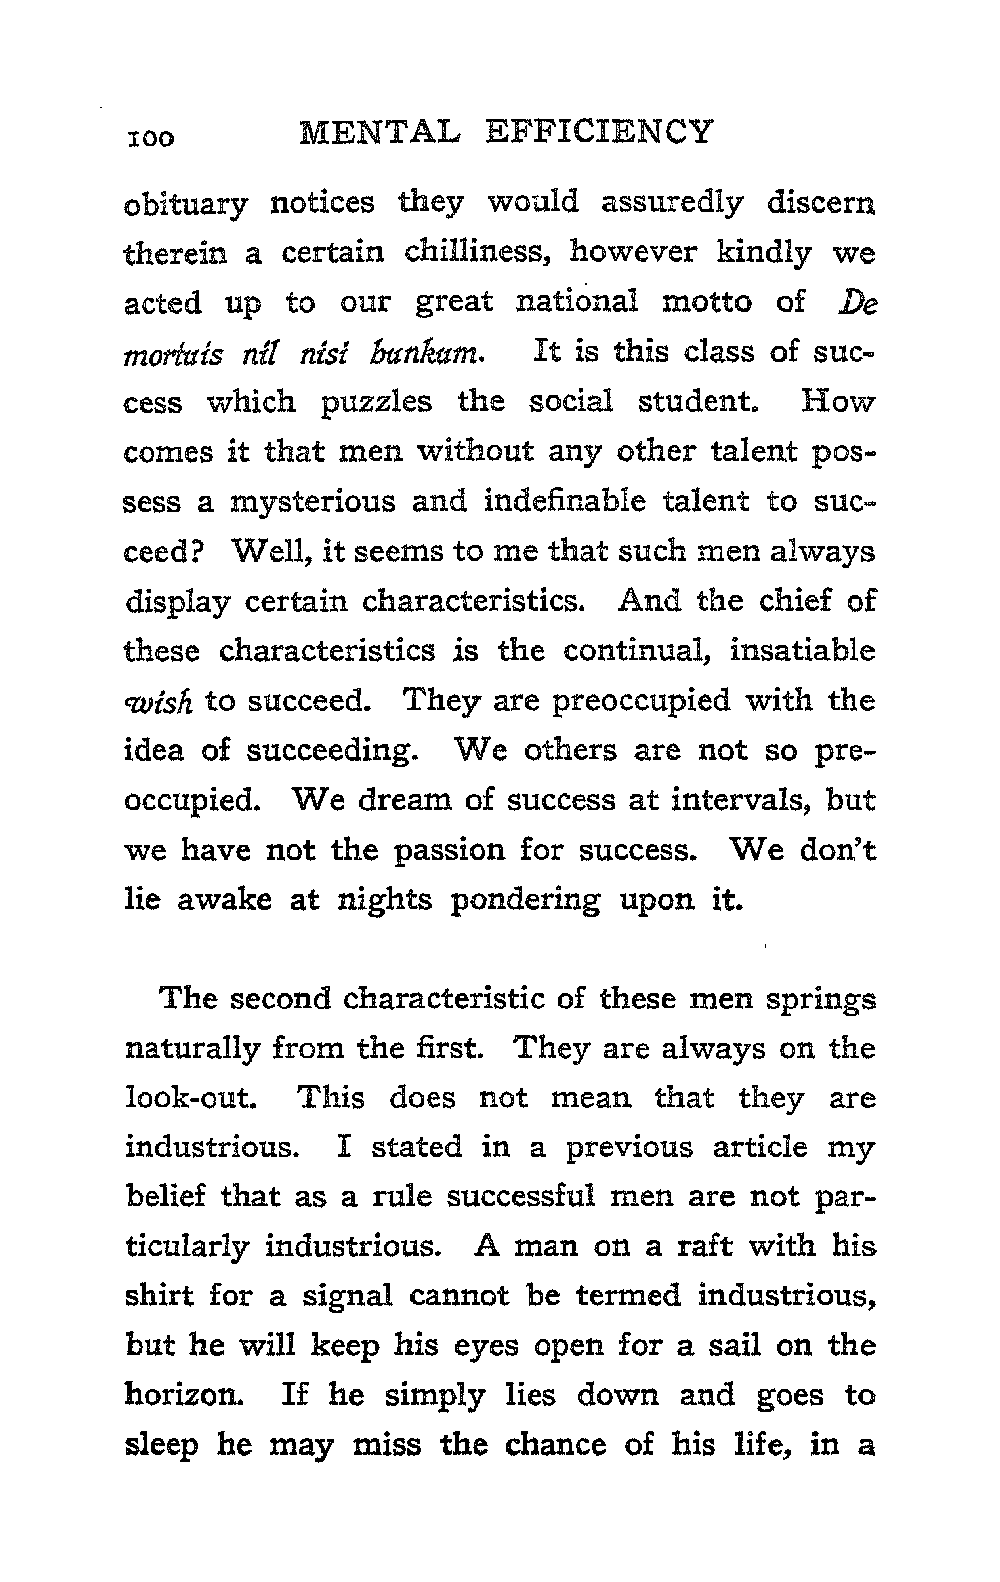 100 MENTAL EFFICIENCY
obituary notices they would assuredly discern
therein a certain chilliness, however kindly we
acted up to our great national motto of De
mortuis nil nisi bunkum. It is this class of suc-
cess which puzzles the social student. How
comes it that men without any other talent pos-
sess a mysterious and indefinable talent to suc-
ceed? Well, it seems to me that such men always
display certain characteristics. And the chief of
these characteristics is the continual, insatiable
wish to succeed. They are preoccupied with the
idea of succeeding. We others are not so pre-
occupied. We dream of success at intervals, but
we have not the passion for success. We don't
lie awake at nights pondering upon it.
The second characteristic of these men springs
naturally from the first. They are always on the
look-out. This does not mean that they are
industrious. I stated in a previous article my
belief that as a rule successful men are not par-
ticularly industrious. A man on a raft with his
shirt for a signal cannot be termed industrious,
but he will keep his eyes open for a sail on the
horizon. If he simply lies down and goes to
sleep he may miss the chance of his life, in a